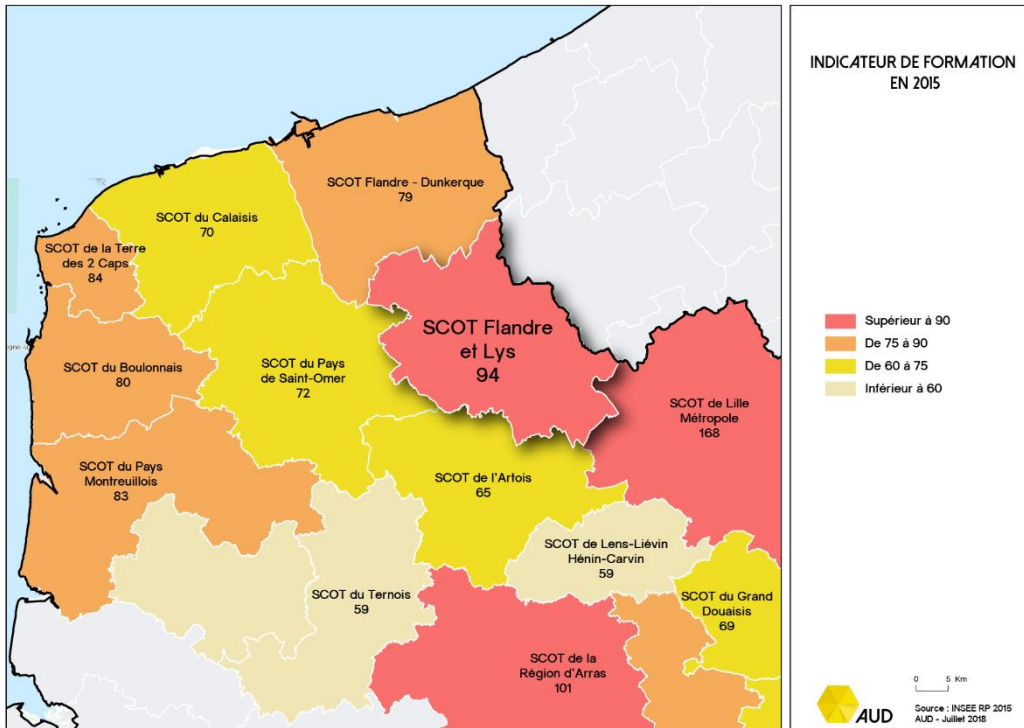 INDICATEUR DE FORMATION
EN 2015
SCOT Flandre - Dunkerque
79
SCOT du Calaisis
70
SCOT de la Terre
des 2 Caps
84
SCOT Flandre
et Lys
94
SCOT du Boulonnais
80
SCOT du Pays
de Saint-Omer
72
SCOT de Lille
Métropole
168
SCOT du Pays
Montreuillois
83
SCOT de l'Artois
65
SCOT de Lens-Liévin
Hénin-Carvin
59
SCOT du Ternois
59
SCOT du Grand
Douaisis
69
SCOT de la
Région d'Arras
101
Supérieur à 90
De 75 à 90
De 60 à 75
Inférieur à 60
0 5 Km
AUD
Source : INSEE RP 2015
AUD - Juillet 2018